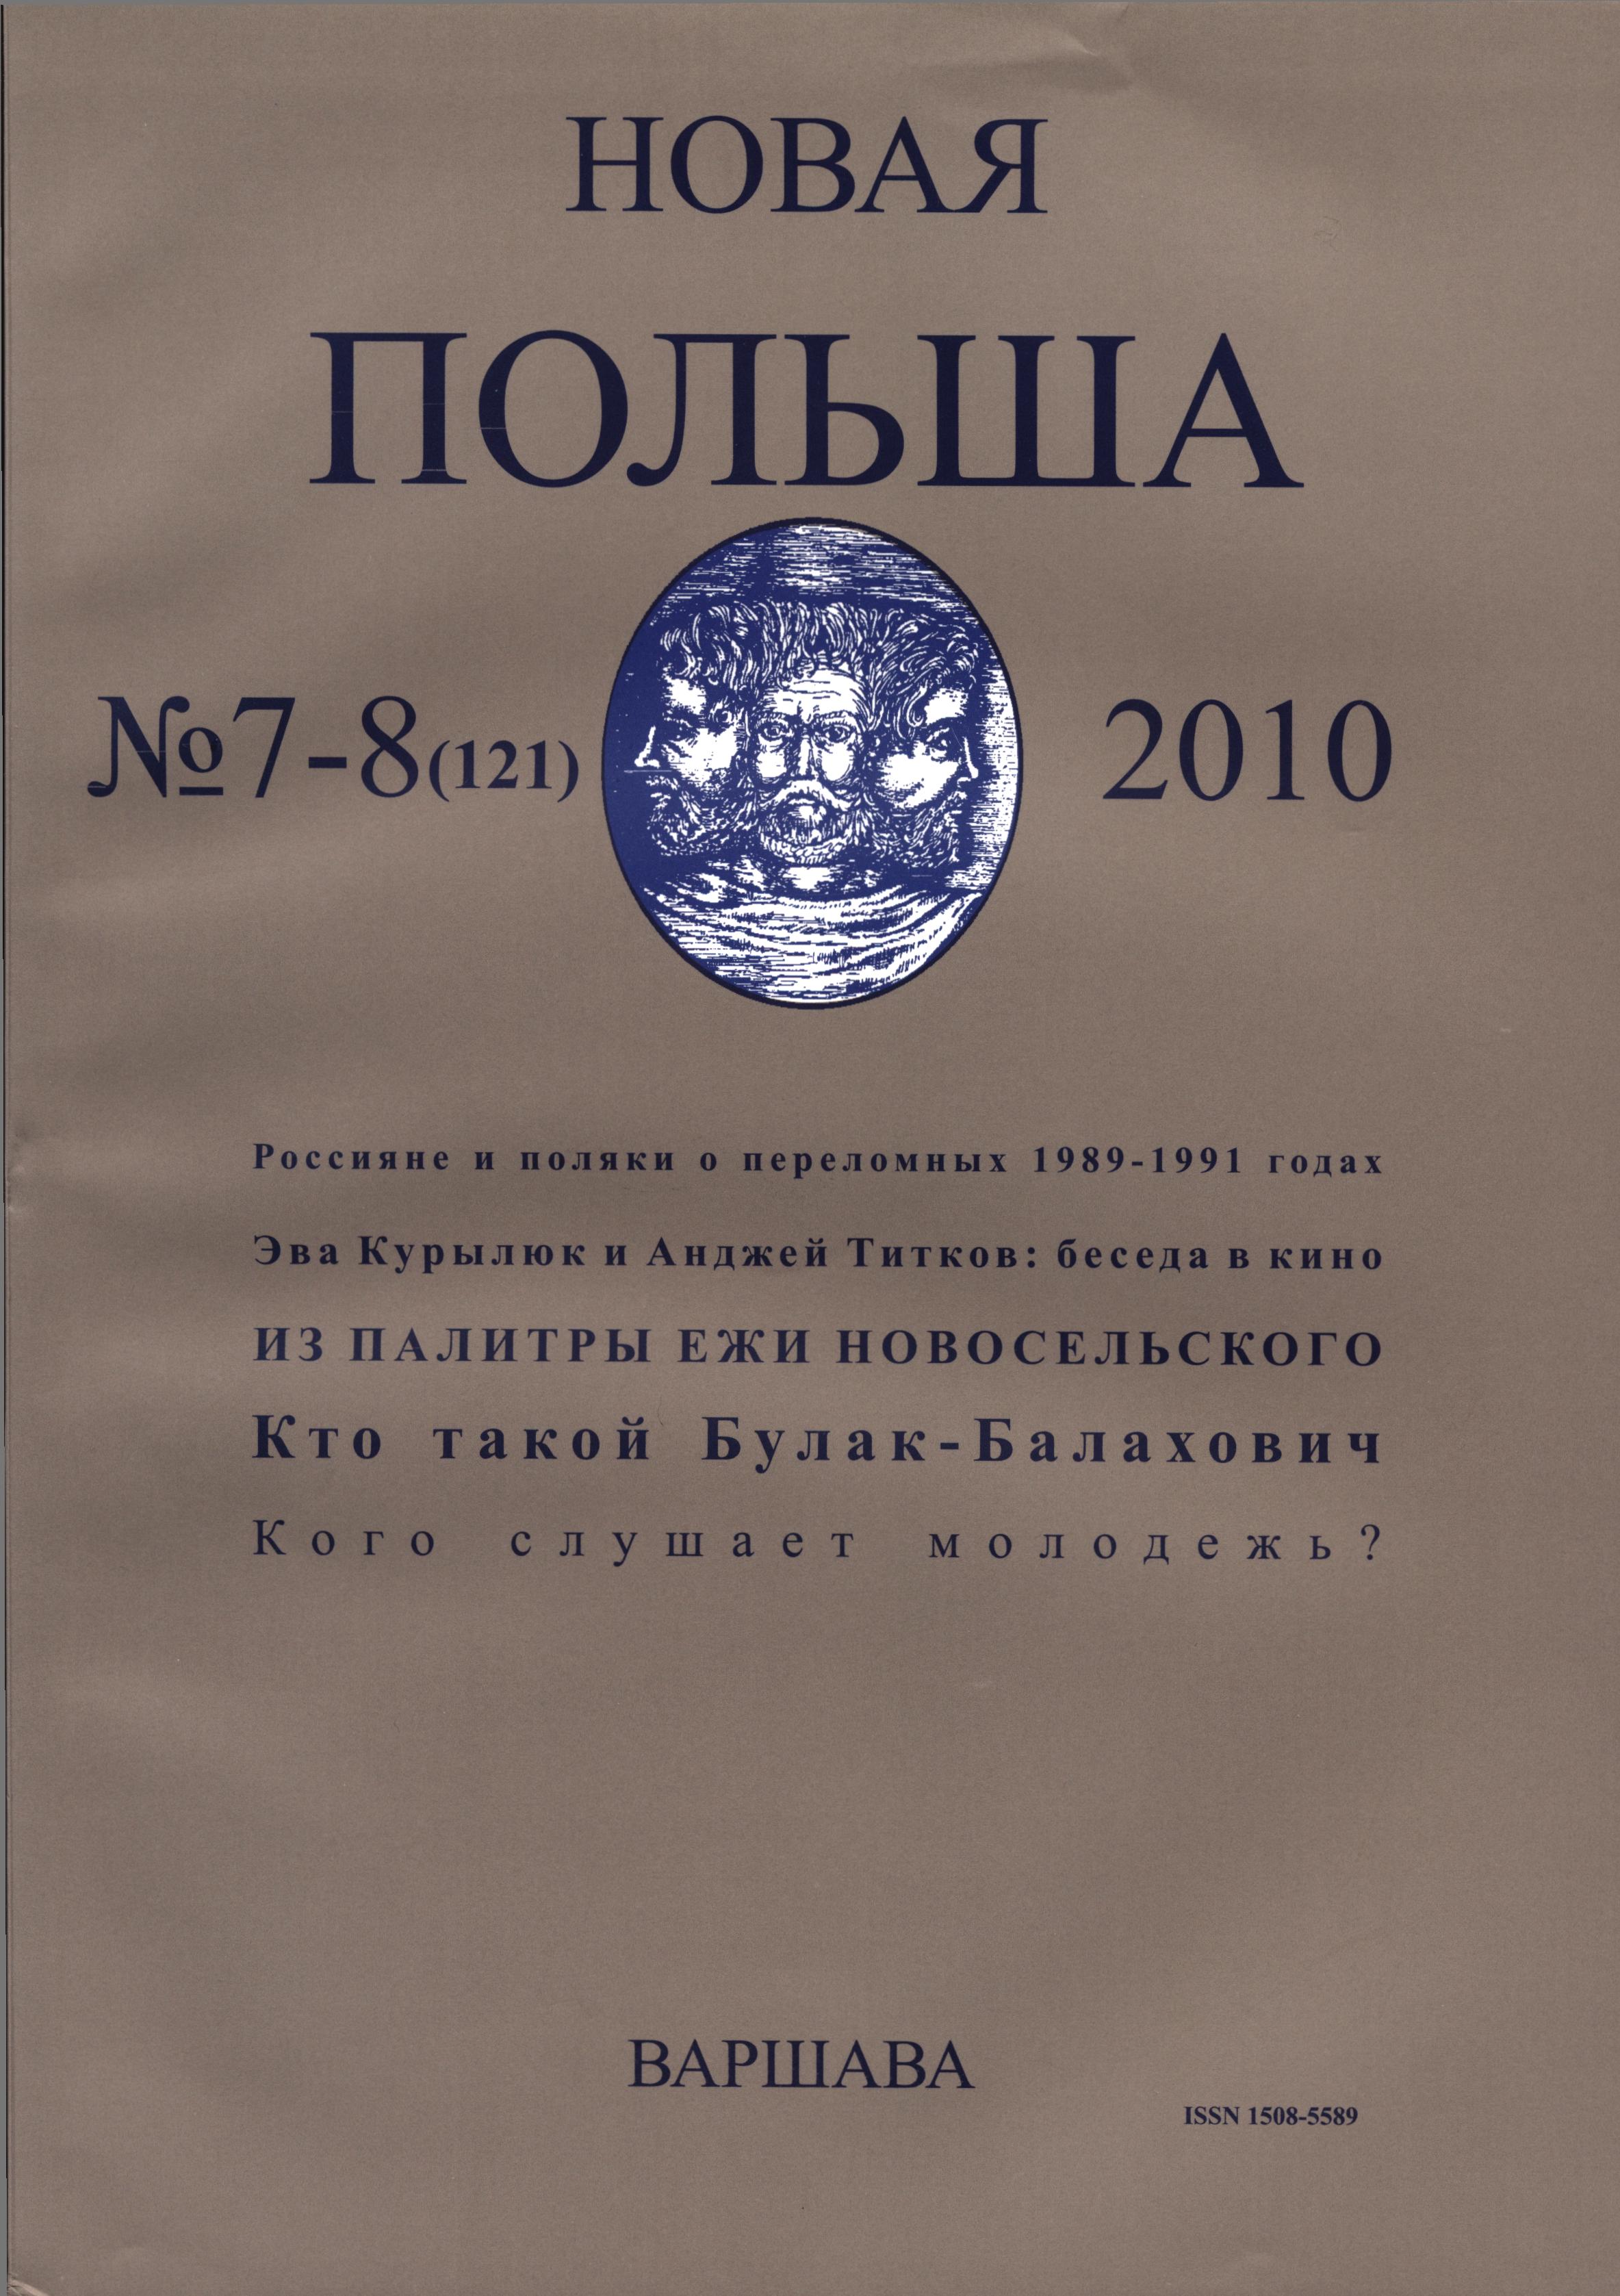 НОВАЯ
ПОЛЬША
№7-8(121) 2010
Россияне и поляки о переломных 1989-1991 годах
Эва Курылюк и Анджей Титков: беседа в кино
ИЗ ПАЛИТРЫ ЕЖИ НОВОСЕЛЬСКОГО
Кто такой Булак-Балахович
Кого слушает молодежь?
ВАРШАВА
ISSN 1508-5589